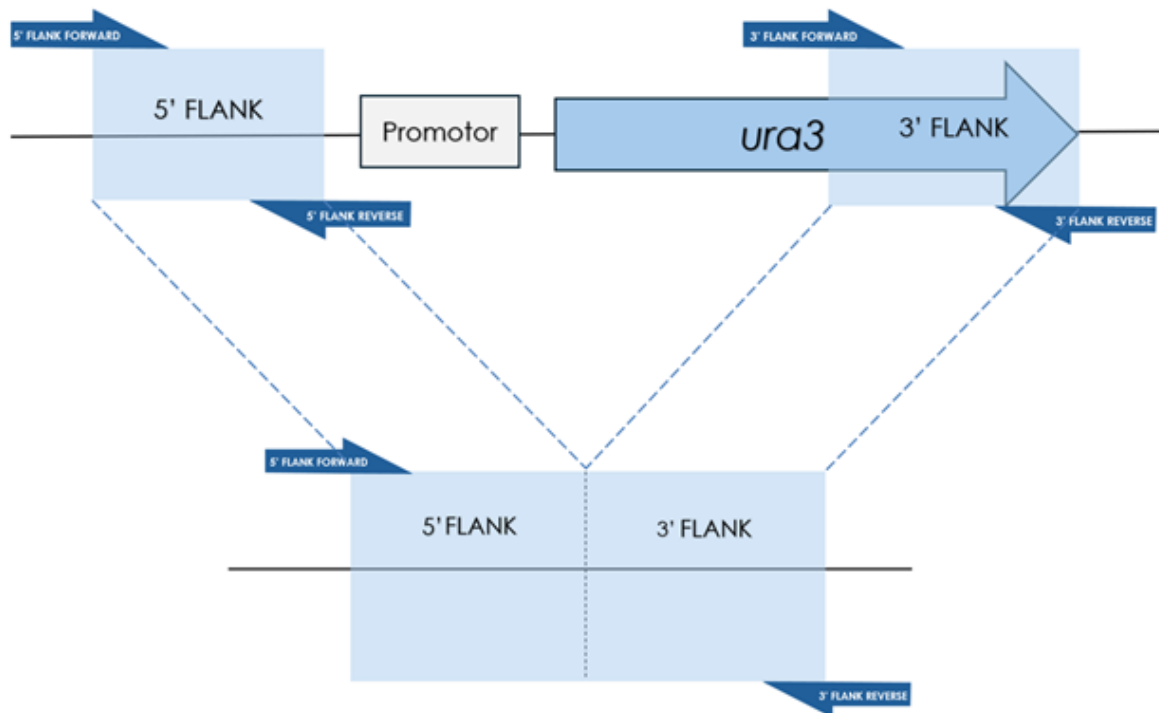 5' FLANK FORWARD
3' FLANK FORWARD
5' FLANK
Promotor
ura3
3' FLANK
5' FLANK REVERSE
3' FLANK REVERSE
5' FLANK FORWARD
5' FLANK
3' FLANK
3' FLANK REVERSE